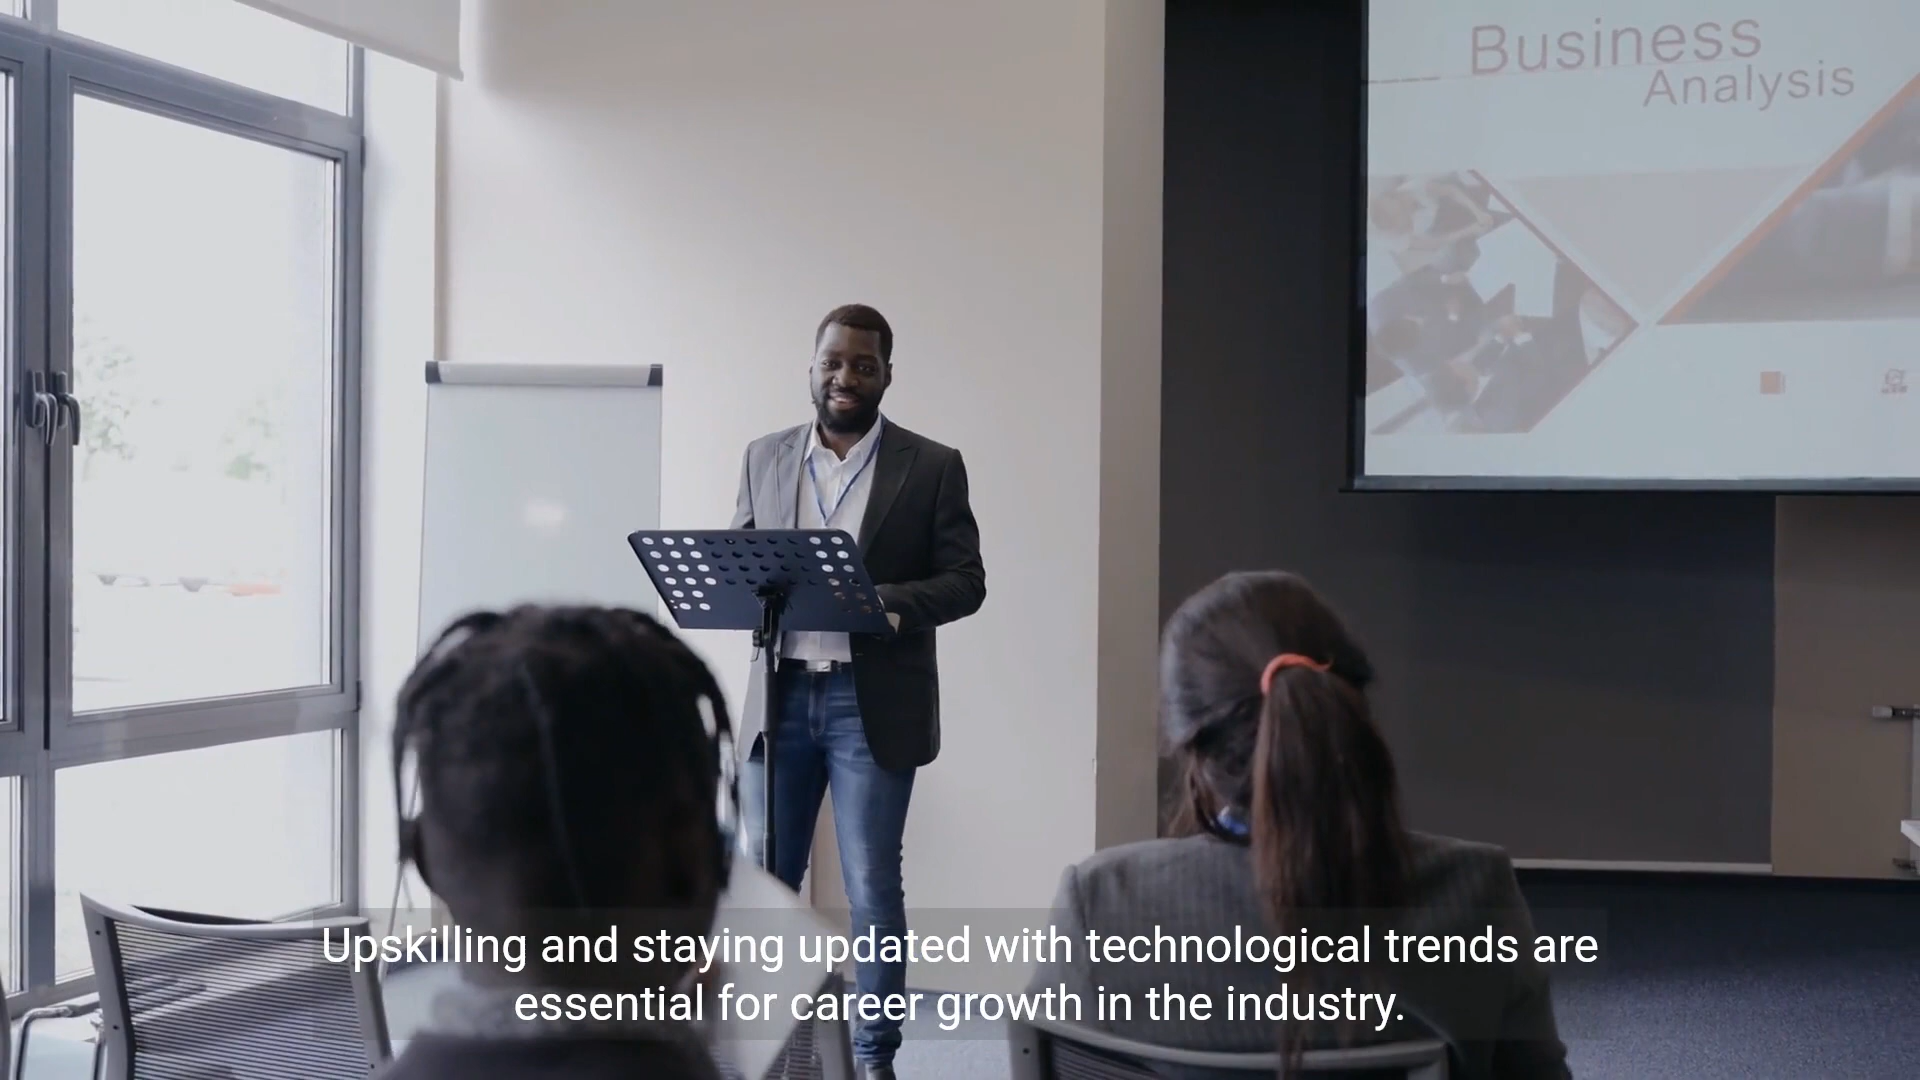 Business
Analysis
Upskilling and staying updated with technological trends are
essential for career growth in the industry.